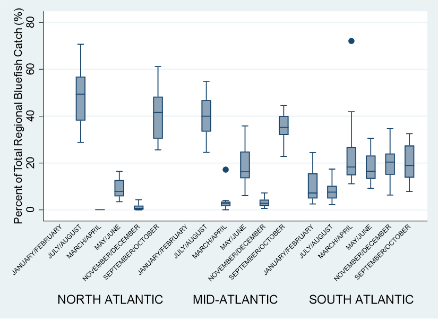 Percent of Total Regional Bluefish Catch (%)
80
60
40
20
0
JANUARY/FEBRUARY
JULY/AUGUST
MARCH/APRIL
MAY/JUNE
NOVEMBER/DECEMBER
SEPTEMBER/OCTOBER
JANUARY/FEBRUARY
JULY/AUGUST
MARCH/APRIL
MAY/JUNE
NOVEMBER/DECEMBER
SEPTEMBER/OCTOBER
JANUARY/FEBRUARY
JULY/AUGUST
MARCH/APRIL
MAY/JUNE
NOVEMBER/DECEMBER
SEPTEMBER/OCTOBER
NORTH ATLANTIC
MID-ATLANTIC
SOUTH ATLANTIC